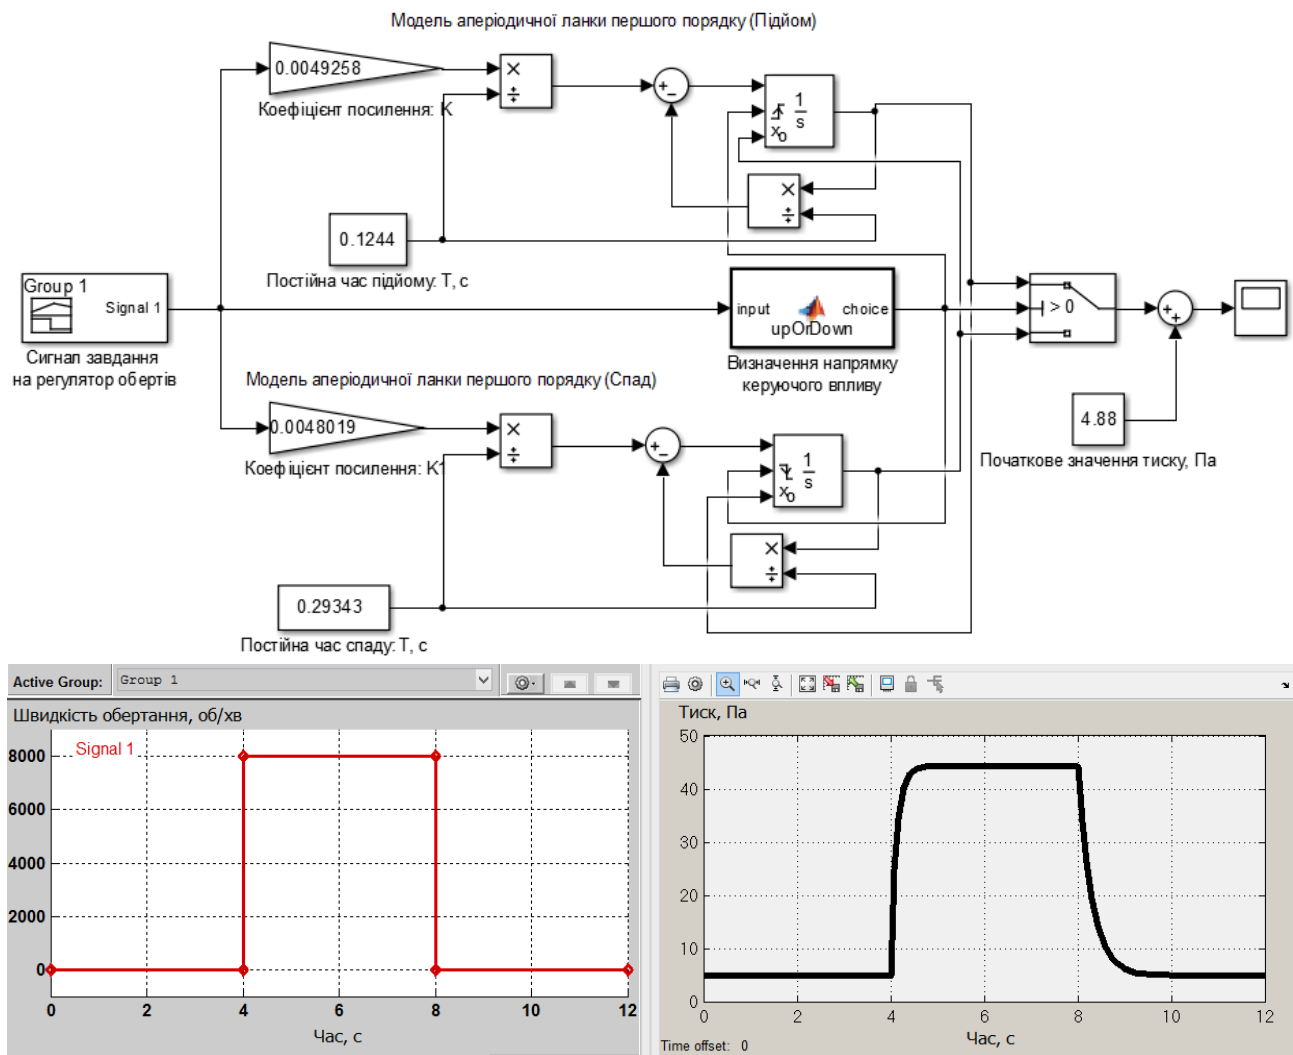 Модель аперіодичної ланки першого порядку (Підйом)
0.0049258
×
÷
+
−
1
s
x0
Коефіцієнт посилення: K
×
÷
0.1244
Постійна час підйому: T, с
Group 1
Signal 1
input
choice
upOrDown
> 0
+
+
Сигнал завдання
на регулятор обертів
Визначення напрямку
керуючого впливу
Модель аперіодичної ланки першого порядку (Спад)
0.0048019
×
÷
+
−
1
s
x0
4.88
Початкове значення тиску, Па
Коефіцієнт посилення: K1
×
÷
0.29343
Постійна час спаду: T, с
Active Group:
Group 1
Швидкість обертання, об/хв
Signal 1
8000
6000
4000
2000
0
0 2 4 6 8 10 12
Час, с
Тиск, Па
50
40
30
20
10
0
0 2 4 6 8 10 12
Час, с
Time offset: 0